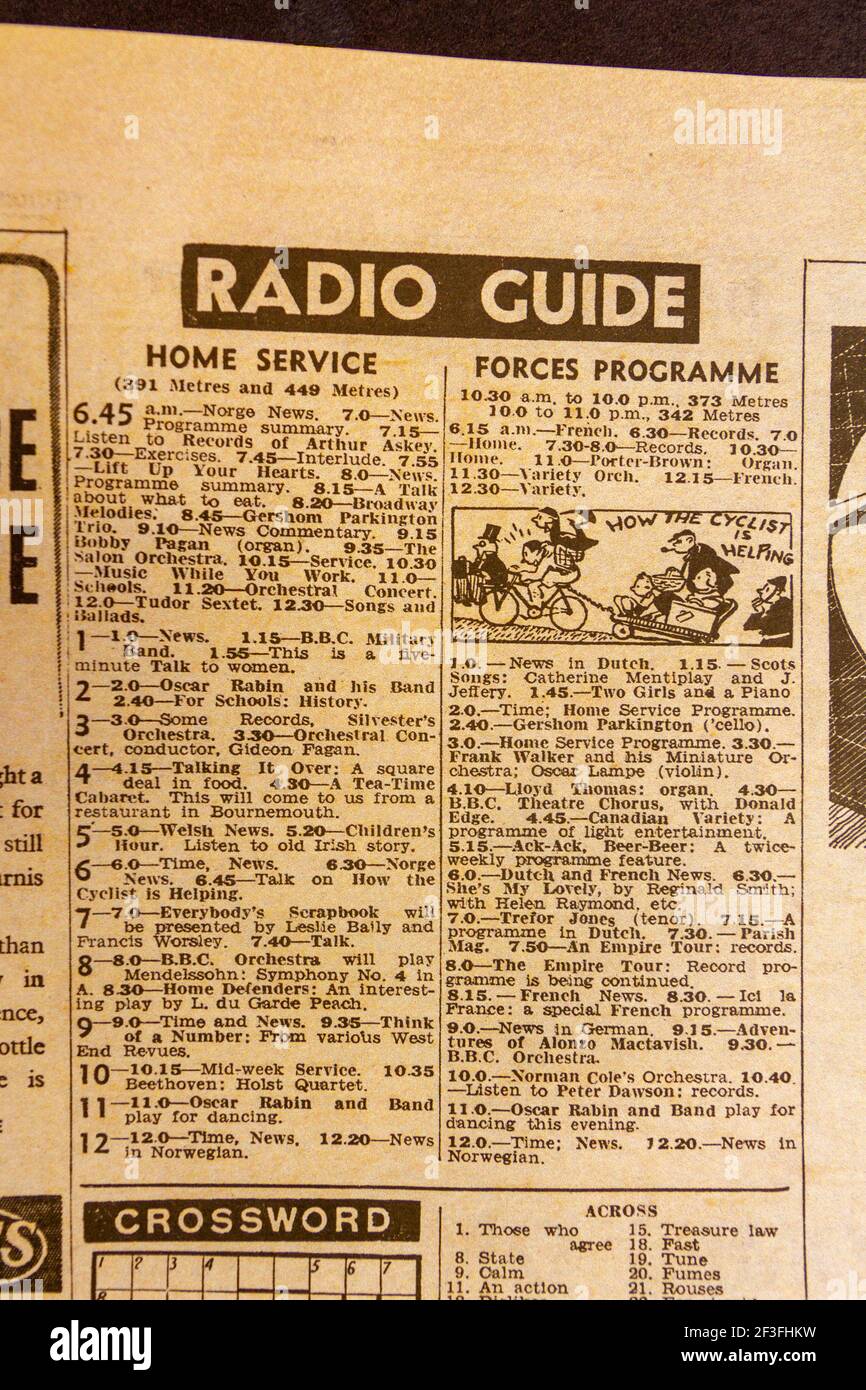 RADIO GUIDE
HOME SERVICE
(391 Metres and 449 Metres)
6.45 a.m.—Norge News. 7.0—News.
Programme summary. 7.15—
Listen to Records of Arthur Askey.
7.30—Exercises. 7.45—Interlude. 7.55
—Lift Up Your Hearts. 8.0—News.
Programme summary. 8.15—A Talk
about what to eat. 8.20—Broadway
Melodies. 8.45—Gershom Parkington
Trio. 9.10—News Commentary. 9.15
Bobby Pagan (organ). 9.35—The
Salon Orchestra. 10.15—Service. 10.30
—Music While You Work. 11.0—
Schools. 11.20—Orchestral Concert.
12.0—Tudor Sextet. 12.30—Songs and
Ballads.
1—1.0—News. 1.15—B.B.C. Military
Band. 1.55—This is a five-
minute Talk to women.
2—2.0—Oscar Rabin and his Band
2.40—For Schools: History.
3—3.0—Some Records, Silvester's
Orchestra. 3.30—Orchestral Con-
cert, conductor, Gideon Fagan.
4—4.15—Talking It Over: A square
deal in food. 4.30—A Tea-Time
Cabaret. This will come to us from a
restaurant in Bournemouth.
5—5.0—Welsh News. 5.20—Children's
Hour. Listen to old Irish story.
6—6.0—Time, News. 6.30—Norge
News. 6.45—Talk on How the
Cyclist is Helping.
7—7.0—Everybody's Scrapbook will
be presented by Leslie Baily and
Francis Worsley. 7.40—Talk.
8—8.0—B.B.C. Orchestra will play
Mendelssohn: Symphony No. 4 in
A. 8.30—Home Defenders: An interest-
ing play by L. du Garde Peach.
9—9.0—Time and News. 9.35—Think
of a Number: From various West
End Revues.
10—10.15—Mid-week Service. 10.35
Beethoven: Holst Quartet.
11—11.0—Oscar Rabin and Band
play for dancing.
12—12.0—Time, News. 12.20—News
in Norwegian.
FORCES PROGRAMME
10.30 a.m. to 10.0 p.m., 373 Metres
10.0 to 11.0 p.m., 342 Metres
6.15 a.m.—French. 6.30—Records. 7.0
—Home. 7.30-8.0—Records. 10.30—
Home. 11.0—Porter-Brown: Organ.
11.30—Variety Orch. 12.15—French.
12.30—Variety.
HOW THE CYCLIST
IS
HELPING
1.0.—News in Dutch. 1.15.—Scots
Songs: Catherine Mentiplay and J.
Jeffery. 1.45.—Two Girls and a Piano
2.0.—Time; Home Service Programme.
2.40.—Gershom Parkington ('cello).
3.0.—Home Service Programme. 3.30.—
Frank Walker and his Miniature Or-
chestra; Oscar Lampe (violin).
4.10—Lloyd Thomas: organ. 4.30—
B.B.C. Theatre Chorus, with Donald
Edge. 4.45.—Canadian Variety: A
programme of light entertainment.
5.15.—Ack-Ack, Beer-Beer: A twice-
weekly programme feature.
6.0.—Dutch and French News. 6.30.—
She's My Lovely, by Reginald Smith;
with Helen Raymond, etc.
7.0.—Trefor Jones (tenor). 7.15.—A
programme in Dutch. 7.30.—Parish
Mag. 7.50—An Empire Tour: records.
8.0—The Empire Tour: Record pro-
gramme is being continued.
8.15.—French News. 8.30.—Ici la
France: a special French programme.
9.0.—News in German. 9.15.—Adven-
tures of Alonzo Mactavish. 9.30.—
B.B.C. Orchestra.
10.0.—Norman Cole's Orchestra. 10.40.
—Listen to Peter Dawson: records.
11.0.—Oscar Rabin and Band play for
dancing this evening.
12.0.—Time; News. 12.20.—News in
Norwegian.
E
E
ght a
for
still
urnis
than
in
ence,
ottle
is
S
CROSSWORD
1 2 3 4 5 6 7
8
ACROSS
1. Those who
agree
8. State
9. Calm
11. An action
15. Treasure law
18. Fast
19. Tune
20. Fumes
21. Rouses
alamy
Image ID: 2F3FHKW
www.alamy.com